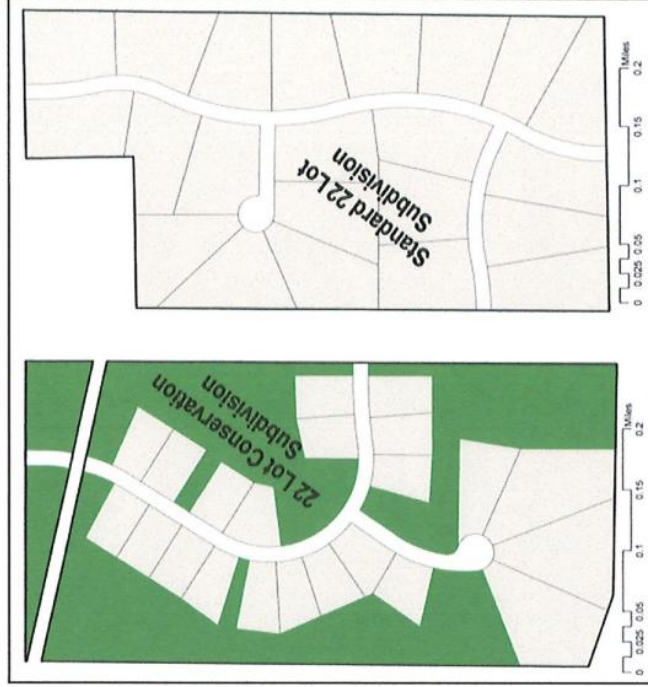 Standard 22 Lot
Subdivision
Miles
0 0.025 0.05 0.1 0.15 0.2
22 Lot Conservation
Subdivision
Miles
0 0.025 0.05 0.1 0.15 0.2